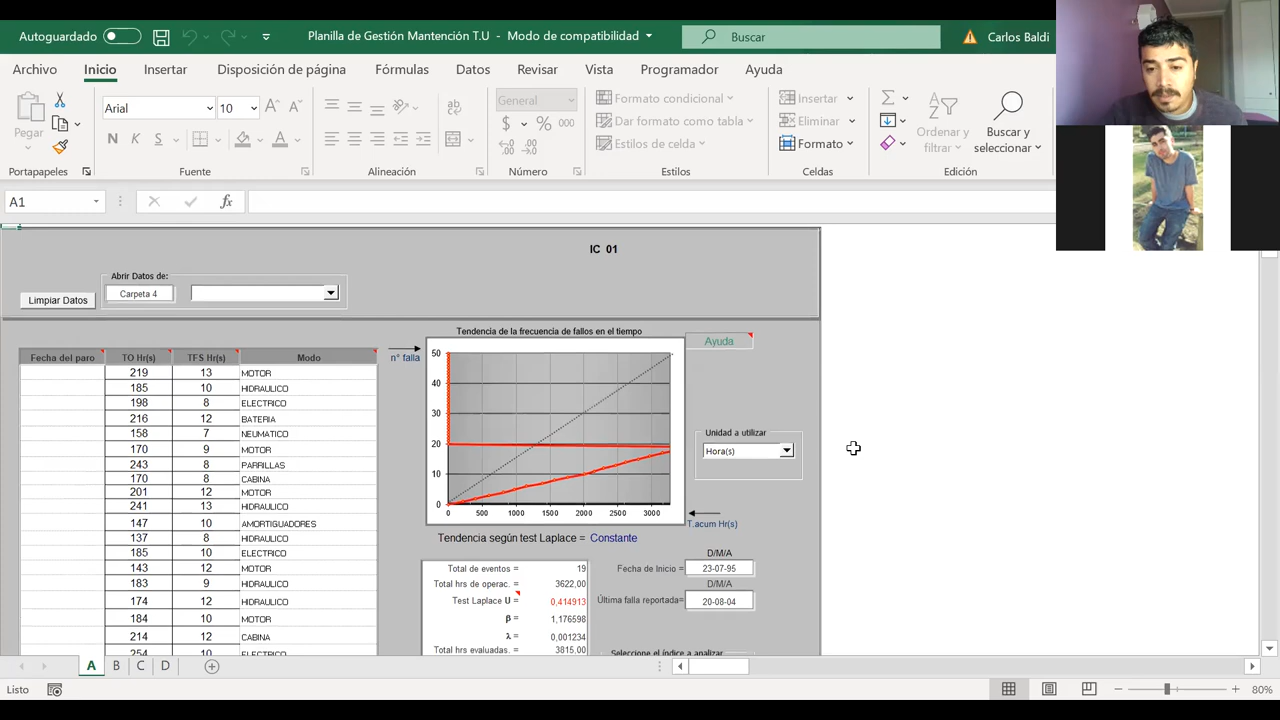 Autoguardado
Planilla de Gestión Mantención T.U - Modo de compatibilidad
Buscar
Carlos Baldi
Archivo Inicio Insertar Disposición de página Fórmulas Datos Revisar Vista Programador Ayuda
Pegar
Portapapeles
Arial 10
N K S
Fuente
ab
Alineación
General
$ % 000
Número
Formato condicional
Dar formato como tabla
Estilos de celda
Estilos
Insertar
Eliminar
Formato
Celdas
Ordenar y filtrar
Buscar y seleccionar
Edición
A1
fx
IC 01
Abrir Datos de:
Limpiar Datos
Carpeta 4
Fecha del paro TO Hr(s) TFS Hr(s) Modo
219 13 MOTOR
185 10 HIDRAULICO
198 8 ELECTRICO
216 12 BATERIA
158 7 NEUMATICO
170 9 MOTOR
243 8 PARRILLAS
170 8 CABINA
201 12 MOTOR
241 13 HIDRAULICO
147 10 AMORTIGUADORES
137 8 HIDRAULICO
185 10 ELECTRICO
143 12 MOTOR
183 9 HIDRAULICO
174 12 HIDRAULICO
184 10 MOTOR
214 12 CABINA
254 10 ELECTRICO
Tendencia de la frecuencia de fallos en el tiempo
n° falla
50
40
30
20
10
0
0 500 1000 1500 2000 2500 3000
T.acum Hr(s)
Ayuda
Unidad a utilizar
Hora(s)
Tendencia según test Laplace = Constante
Total de eventos = 19
Total hrs de operac. = 3622,00
Test Laplace U = 0,414913
β = 1,176598
λ = 0,001234
Total hrs evaluadas. = 3815,00
D/M/A
Fecha de Inicio = 23-07-95
D/M/A
Última falla reportada= 20-08-04
Seleccione el índice a analizar
A B C D
Listo
80%